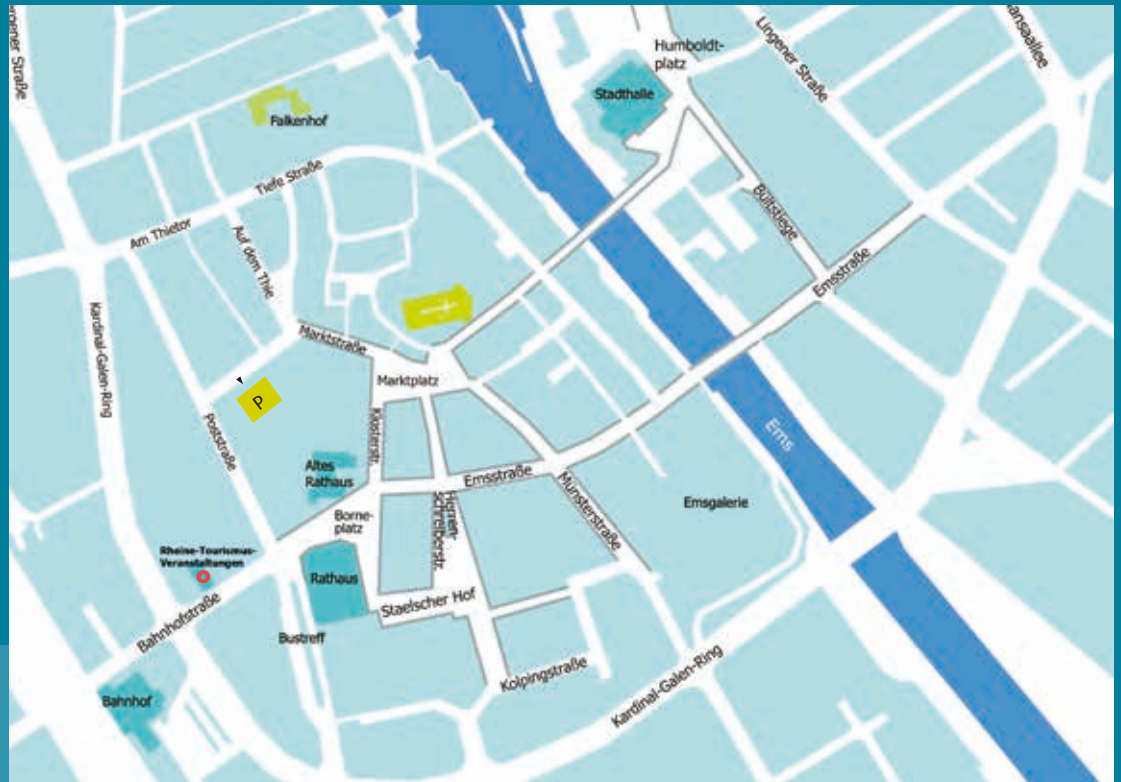 Humboldt-
platz
Lingener Straße
Stadthalle
Falkenhof
Tiefe Straße
Am Thietor
Auf dem Thie
Bültstiege
Emsstraße
Kardinal-Galen-Ring
Marktstraße
Marktplatz
P
Poststraße
Klosterstr.
Ems
Altes
Rathaus
Emsstraße
Münsterstraße
Emsgalerie
Borne-
platz
Herren-
schreiberstr.
Rheine-Tourismus-
Veranstaltungen
Rathaus
Staelscher Hof
Bahnhofstraße
Bustreff
Kolpingstraße
Kardinal-Galen-Ring
Bahnhof